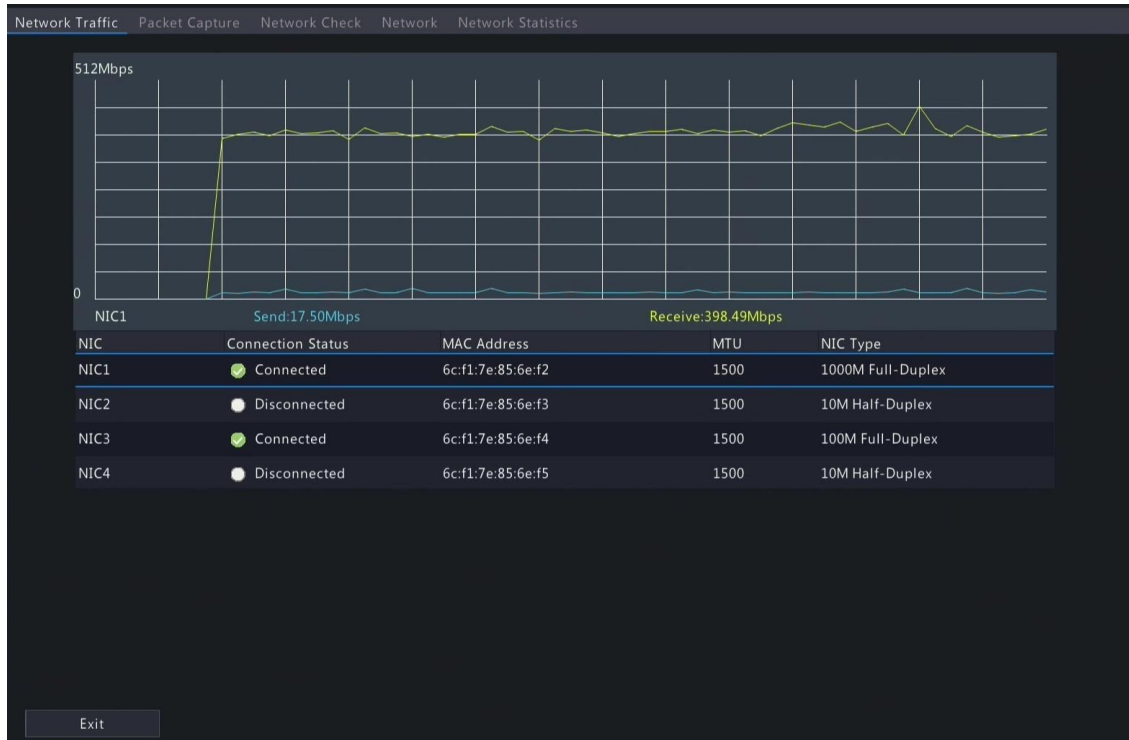 Network Traffic Packet Capture Network Check Network Network Statistics
512Mbps
0
NIC1 Send:17.50Mbps Receive:398.49Mbps
NIC Connection Status MAC Address MTU NIC Type
NIC1 Connected 6c:f1:7e:85:6e:f2 1500 1000M Full-Duplex
NIC2 Disconnected 6c:f1:7e:85:6e:f3 1500 10M Half-Duplex
NIC3 Connected 6c:f1:7e:85:6e:f4 1500 100M Full-Duplex
NIC4 Disconnected 6c:f1:7e:85:6e:f5 1500 10M Half-Duplex
Exit